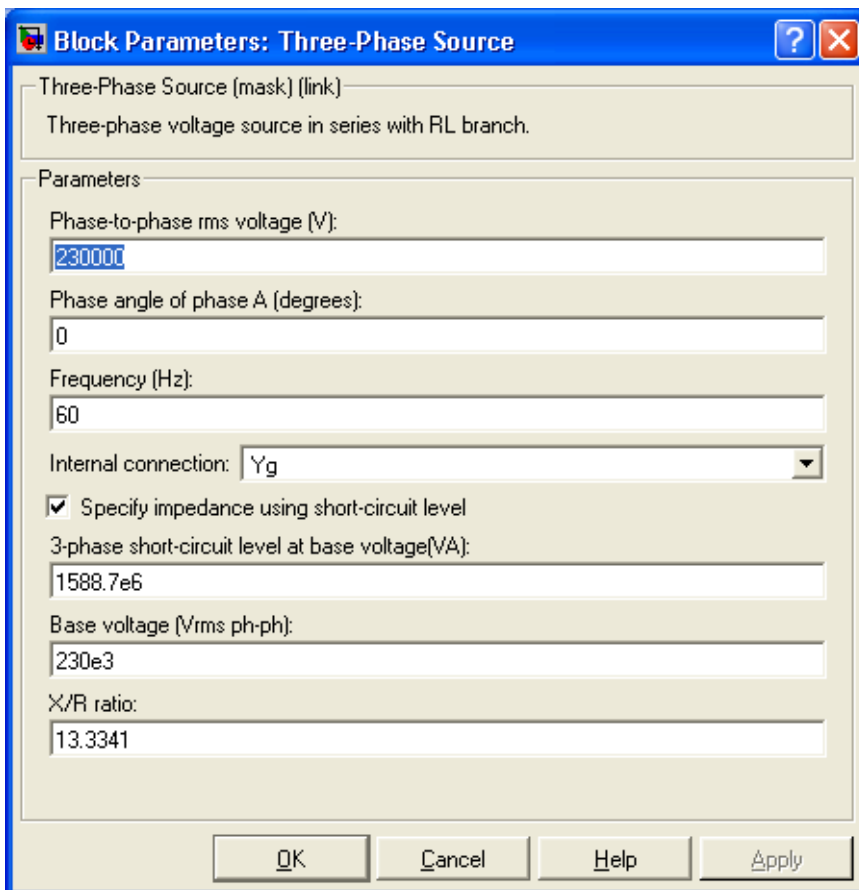 Block Parameters: Three-Phase Source
Three-Phase Source (mask) (link)
Three-phase voltage source in series with RL branch.
Parameters
Phase-to-phase rms voltage (V):
230000
Phase angle of phase A (degrees):
0
Frequency (Hz):
60
Internal connection: Yg
Specify impedance using short-circuit level
3-phase short-circuit level at base voltage(VA):
1588.7e6
Base voltage (Vrms ph-ph):
230e3
X/R ratio:
13.3341
OK Cancel Help Apply